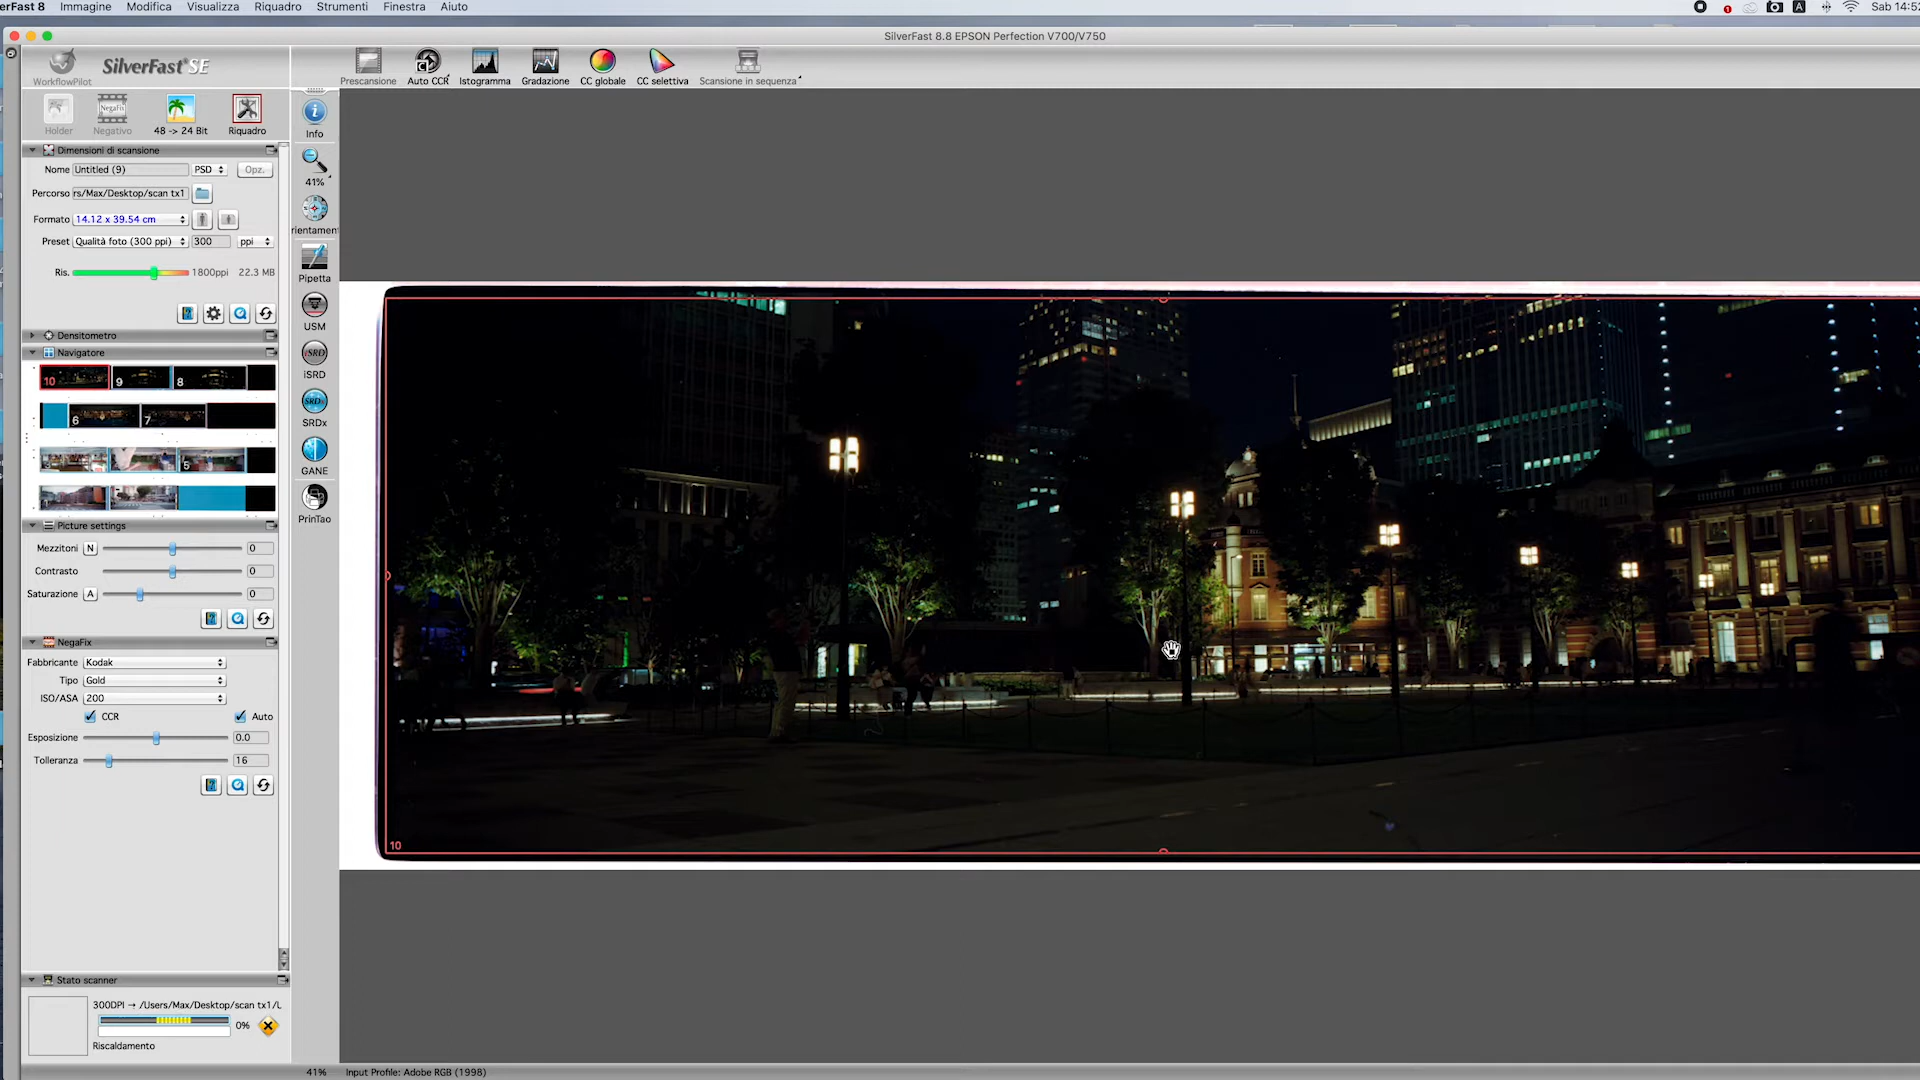 erFast 8 Immagine Modifica Visualizza Riquadro Strumenti Finestra Aiuto
1 A Sab 14:52
SilverFast 8.8 EPSON Perfection V700/V750
WorkflowPilot SilverFast SE
Prescansione Auto CCR Istogramma Gradazione CC globale CC selettiva Scansione in sequenza
NegaFix
Holder Negativo 48 -> 24 Bit Riquadro
Info
Dimensioni di scansione
Nome Untitled (9) PSD Opz.
Percorso rs/Max/Desktop/scan tx1
Formato 14.12 x 39.54 cm
Preset Qualità foto (300 ppi) 300 ppi
Ris. 1800ppi 22.3 MB
41%
rientament
Pipetta
USM
iSRD
iSRD
SRDx
SRDx
GANE
PrinTao
Densitometro
Navigatore
10 9 8
6 7
5
Picture settings
Mezzitoni N 0
Contrasto 0
Saturazione A 0
NegaFix
Fabbricante Kodak
Tipo Gold
ISO/ASA 200
CCR Auto
Esposizione 0.0
Tolleranza 16
10
Stato scanner
300DPI → /Users/Max/Desktop/scan tx1/L
0%
Riscaldamento
41% Input Profile: Adobe RGB (1998)